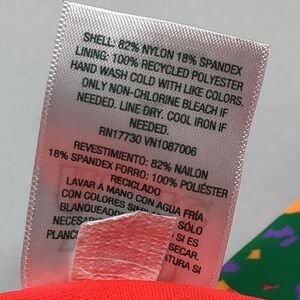 SHELL: 82% NYLON 18% SPANDEX
LINING: 100% RECYCLED POLYESTER
HAND WASH COLD WITH LIKE COLORS.
ONLY NON-CHLORINE BLEACH IF
NEEDED. LINE DRY. COOL IRON IF
NEEDED.
RN17730 VN1087006
REVESTIMIENTO: 82% NAILON
18% SPANDEX FORRO: 100% POLIÉSTER
RECICLADO
LAVAR A MANO CON AGUA FRÍA
CON COLORES SÓLO
SI ES
SECAR.
SI